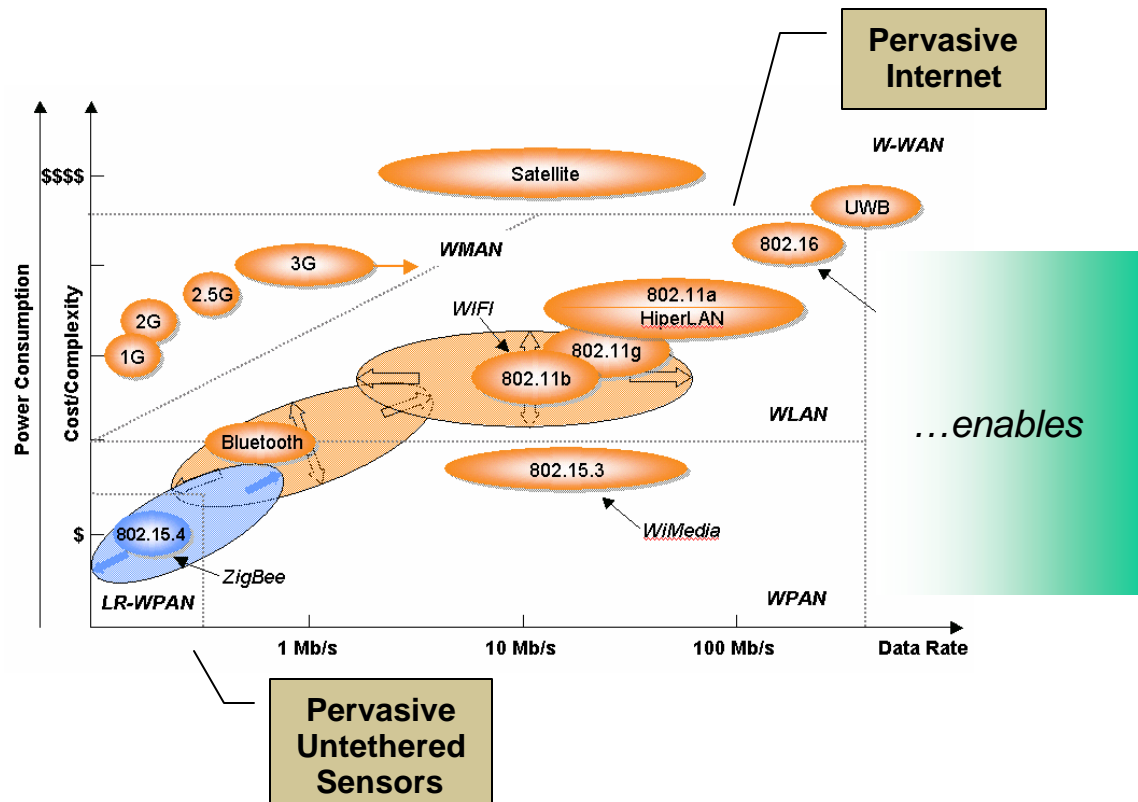 Pervasive
Internet
W-WAN
$$$$
Satellite
UWB
WMAN
802.16
3G
2.5G
802.11a
HiperLAN
WIFI
2G
802.11g
1G
802.11b
Power Consumption
Cost/Complexity
WLAN
…enables
Bluetooth
802.15.3
$
802.15.4
WiMedia
ZigBee
LR-WPAN
WPAN
1 Mb/s
10 Mb/s
100 Mb/s
Data Rate
Pervasive
Untethered
Sensors